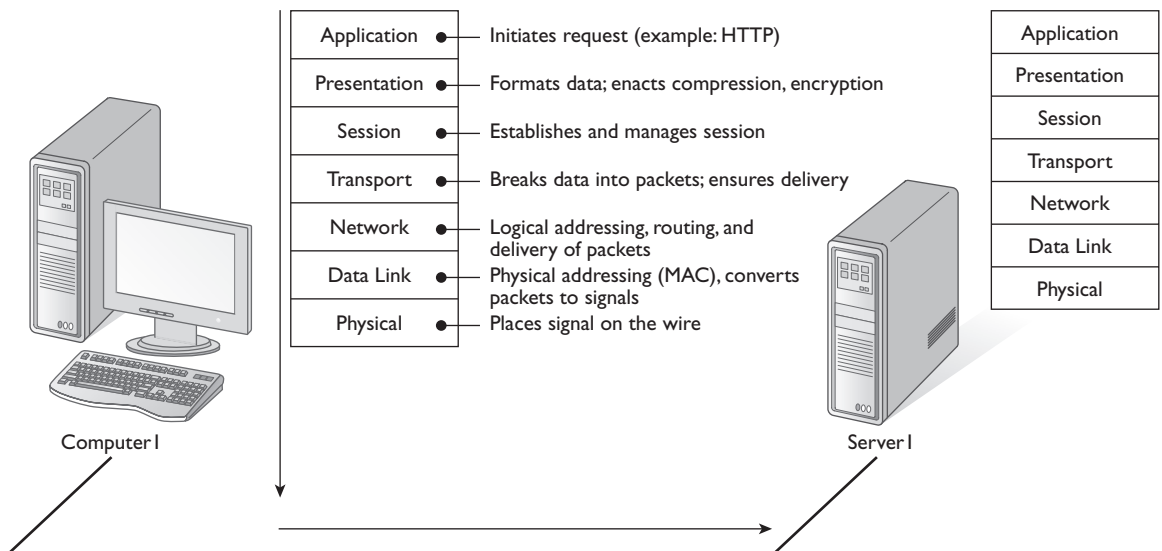 Application
Initiates request (example: HTTP)
Presentation
Formats data; enacts compression, encryption
Session
Establishes and manages session
Transport
Breaks data into packets; ensures delivery
Network
Logical addressing, routing, and
delivery of packets
Data Link
Physical addressing (MAC), converts
packets to signals
Physical
Places signal on the wire
Computer1
Application
Presentation
Session
Transport
Network
Data Link
Physical
Server1